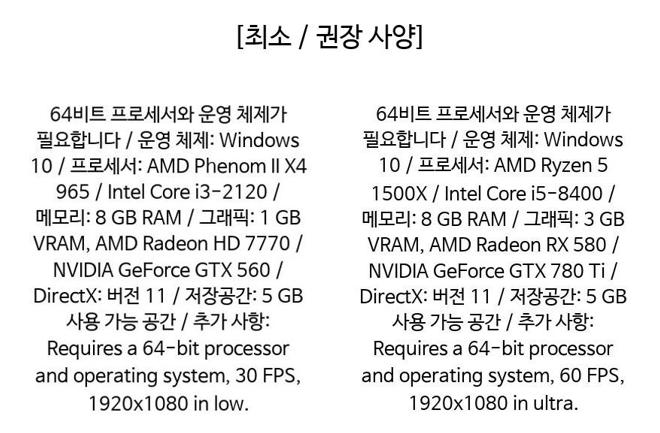 [최소 / 권장 사양]
64비트 프로세서와 운영 체제가
필요합니다 / 운영 체제: Windows
10 / 프로세서: AMD Phenom II X4
965 / Intel Core i3-2120 /
메모리: 8 GB RAM / 그래픽: 1 GB
VRAM, AMD Radeon HD 7770 /
NVIDIA GeForce GTX 560 /
DirectX: 버전 11 / 저장공간: 5 GB
사용 가능 공간 / 추가 사항:
Requires a 64-bit processor
and operating system, 30 FPS,
1920x1080 in low.
64비트 프로세서와 운영 체제가
필요합니다 / 운영 체제: Windows
10 / 프로세서: AMD Ryzen 5
1500X / Intel Core i5-8400 /
메모리: 8 GB RAM / 그래픽: 3 GB
VRAM, AMD Radeon RX 580 /
NVIDIA GeForce GTX 780 Ti /
DirectX: 버전 11 / 저장공간: 5 GB
사용 가능 공간 / 추가 사항:
Requires a 64-bit processor
and operating system, 60 FPS,
1920x1080 in ultra.